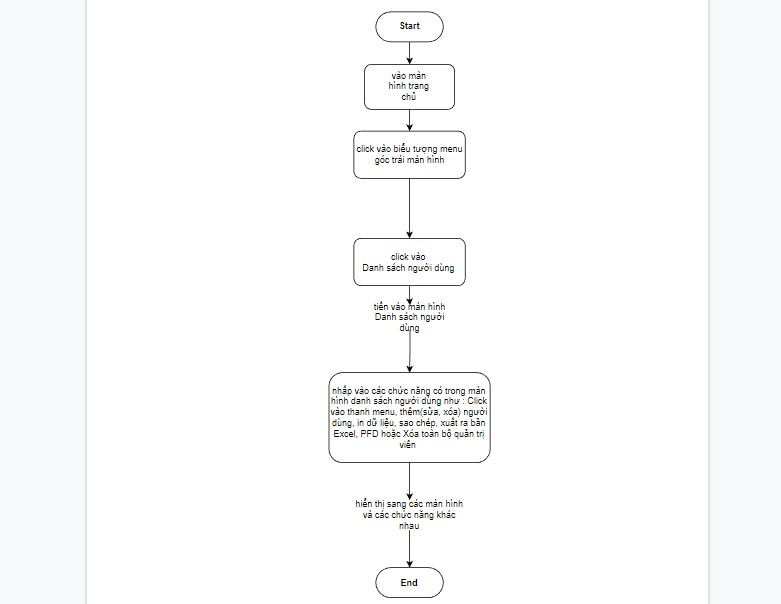 Start
vào màn
hình trang
chủ
click vào biểu tượng menu
góc trái màn hình
click vào
Danh sách người dùng
tiến vào màn hình
Danh sách người
dùng
nhấp vào các chức năng có trong màn
hình danh sách người dùng như : Click
vào thanh menu, thêm(sửa, xóa) người
dùng, in dữ liệu, sao chép, xuất ra bản
Excel, PFD hoặc Xóa toàn bộ quản trị
viên
hiển thị sang các màn hình
và các chức năng khác
nhau
End